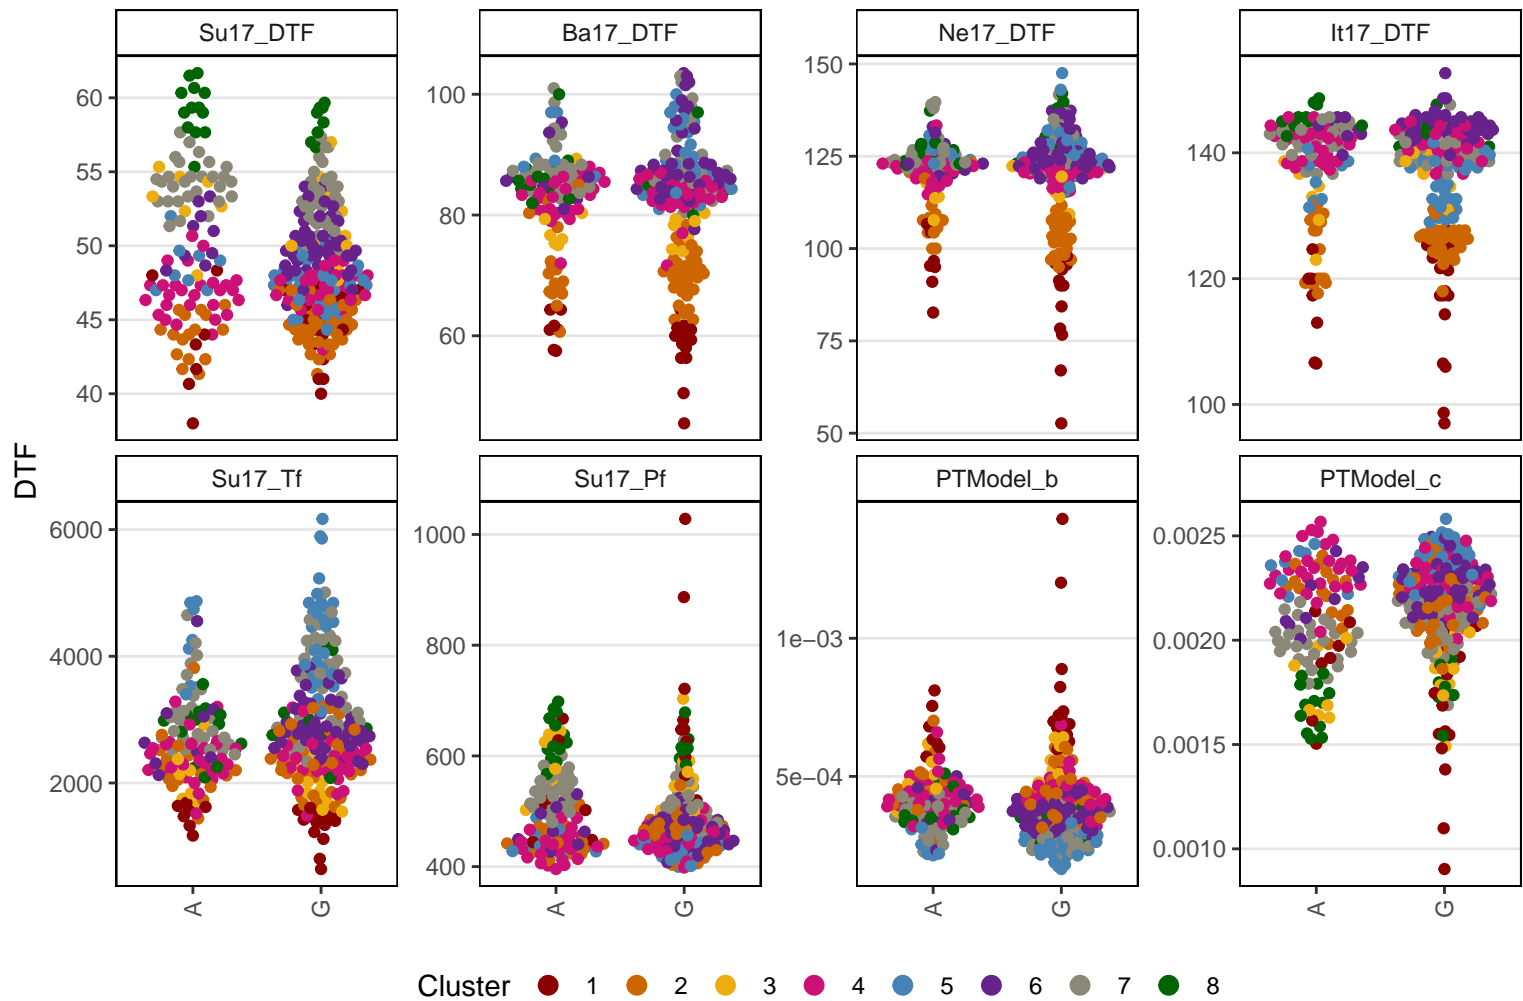 Su17_DTF
Ba17_DTF
Ne17_DTF
It17_DTF
60
55
50
45
40
100
80
60
150
125
100
75
50
140
120
100
DTF
Su17_Tf
Su17_Pf
PTModel_b
PTModel_c
6000
4000
2000
1000
800
600
400
1e−03
5e−04
0.0025
0.0020
0.0015
0.0010
A
G
A
G
A
G
A
G
Cluster 1 2 3 4 5 6 7 8